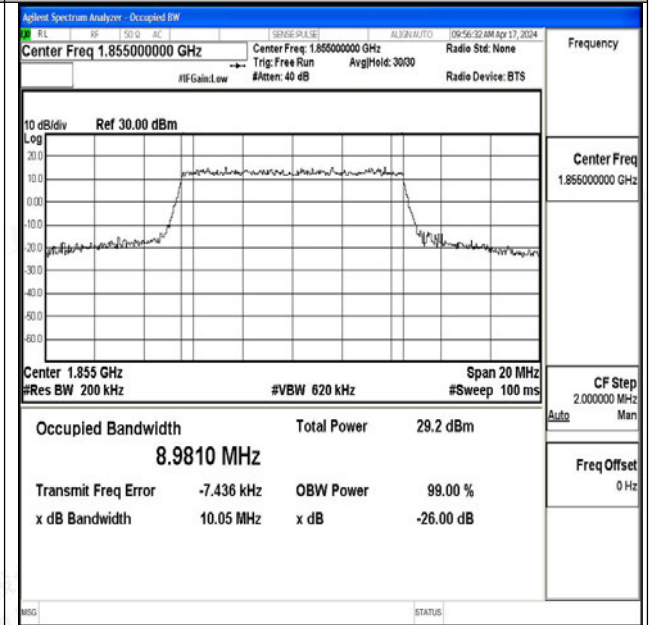 Agilent Spectrum Analyzer - Occupied BW
RL RF 50 Ω AC SENSE:PULSE ALIGN AUTO 09:56:32 AM Apr 17, 2024
Center Freq 1.855000000 GHz
Center Freq: 1.855000000 GHz
Radio Std: None
Trig: Free Run Avg|Hold: 30/30
#IFGain:Low
#Atten: 40 dB
Radio Device: BTS
Frequency
10 dB/div Ref 30.00 dBm
Log
20.0
10.0
0.00
-10.0
-20.0
-30.0
-40.0
-50.0
-60.0
Center 1.855 GHz Span 20 MHz
#Res BW 200 kHz #VBW 620 kHz #Sweep 100 ms
Center Freq
1.855000000 GHz
CF Step
2.000000 MHz
Auto Man
Freq Offset
0 Hz
Occupied Bandwidth Total Power 29.2 dBm
8.9810 MHz
Transmit Freq Error -7.436 kHz OBW Power 99.00 %
x dB Bandwidth 10.05 MHz x dB -26.00 dB
MSG STATUS